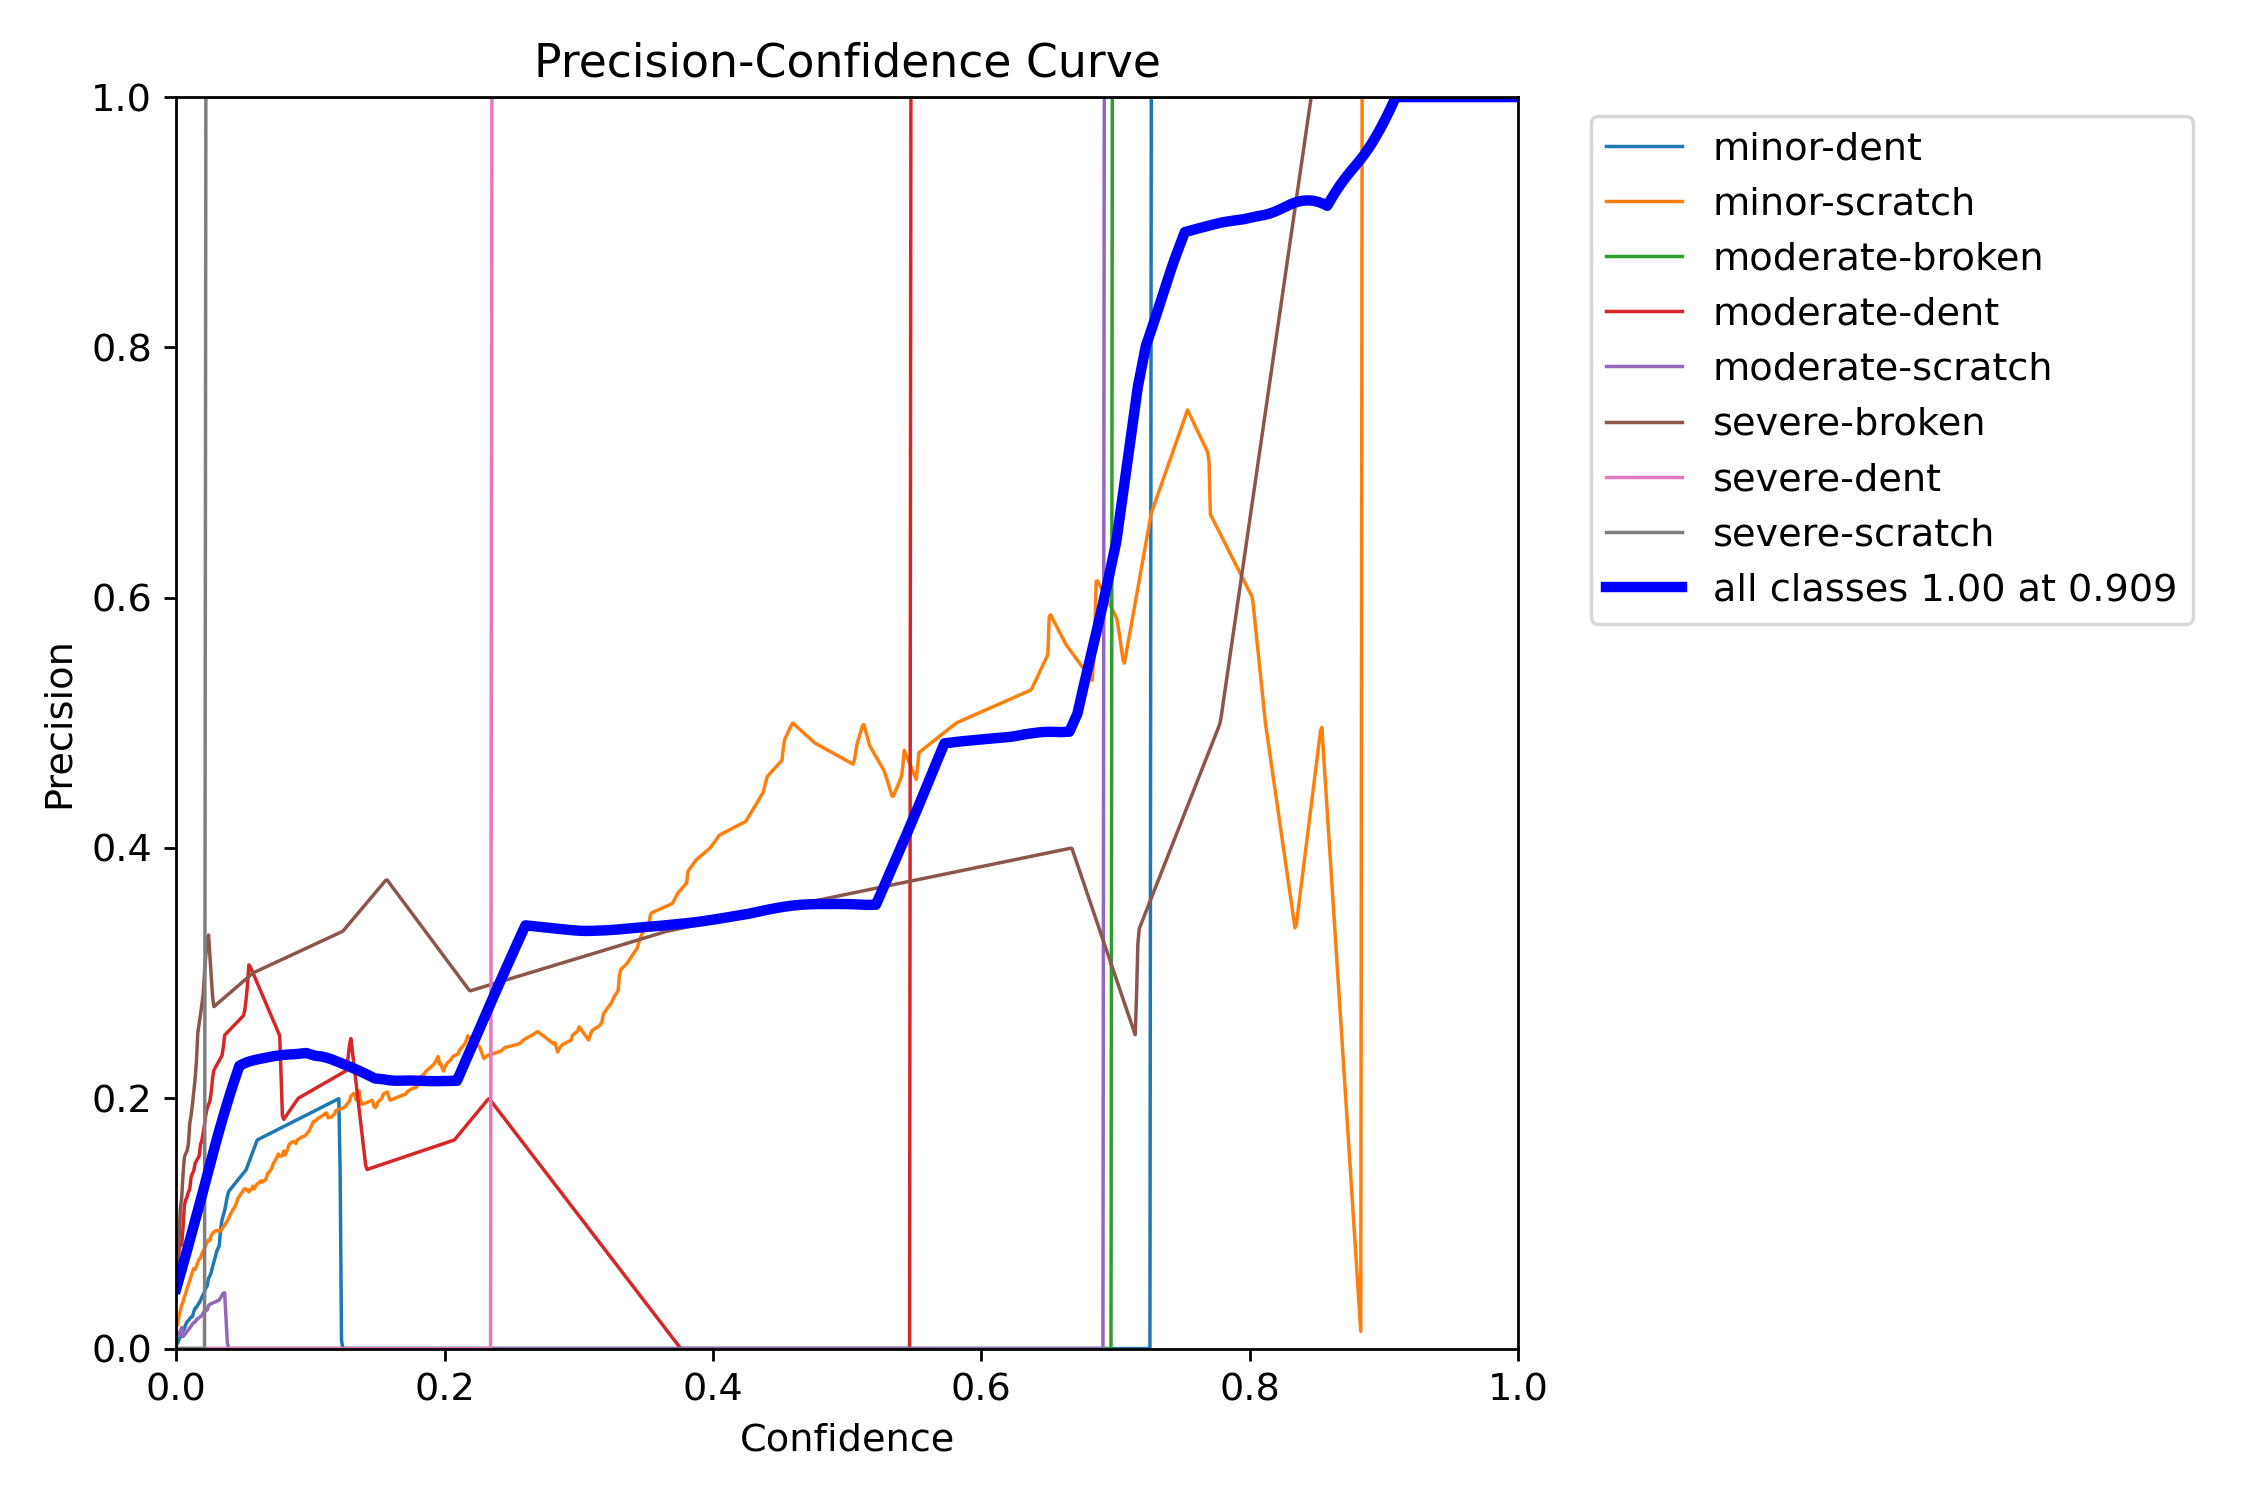 Precision-Confidence Curve
1.0
0.8
0.6
0.4
0.2
0.0
Precision
0.0 0.2 0.4 0.6 0.8 1.0
Confidence
minor-dent
minor-scratch
moderate-broken
moderate-dent
moderate-scratch
severe-broken
severe-dent
severe-scratch
all classes 1.00 at 0.909